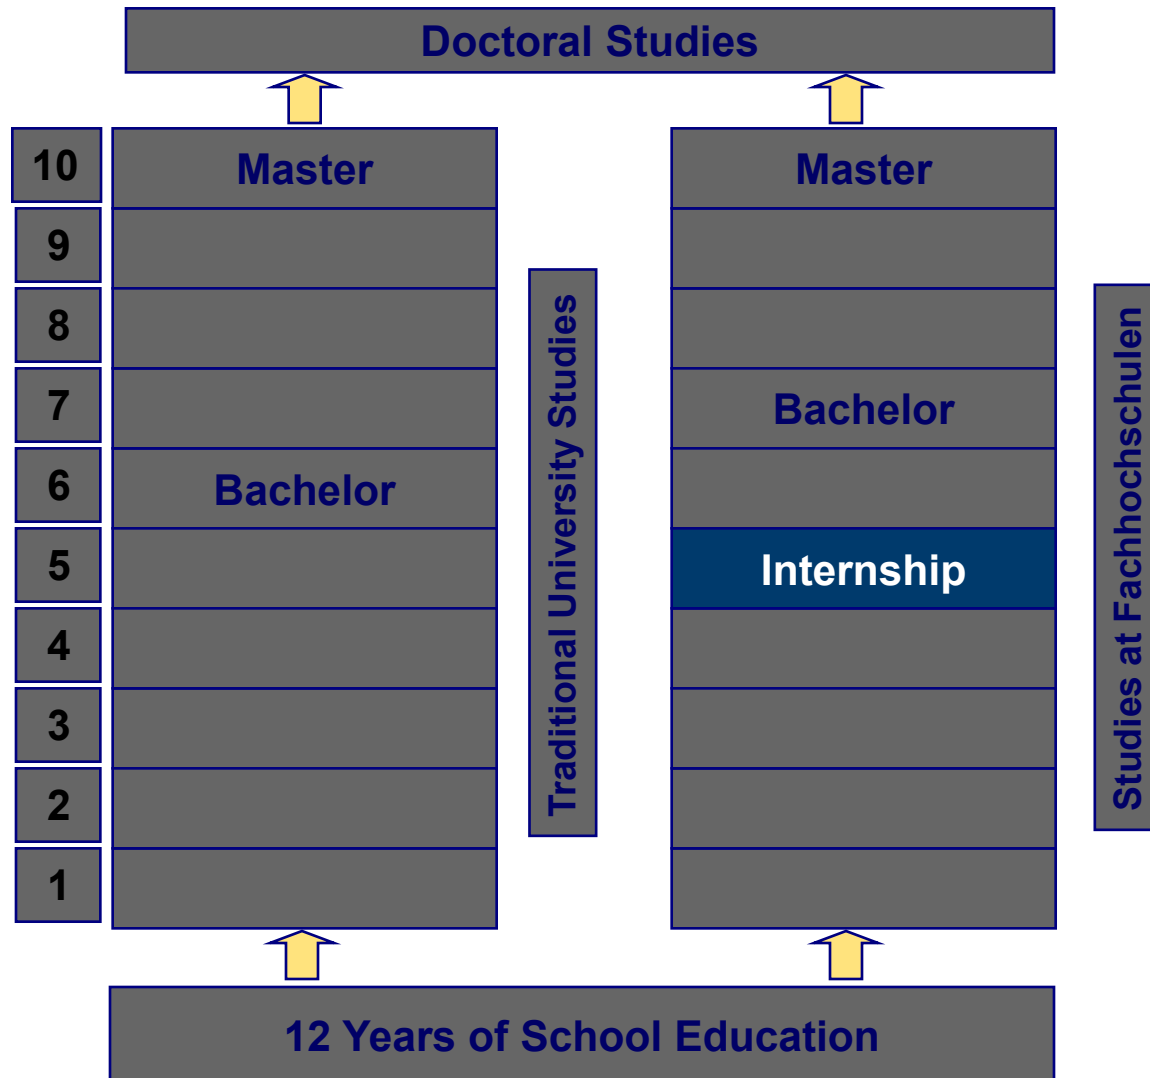 Doctoral Studies
10
Master
Master
9
8
7
Bachelor
6
Bachelor
5
Internship
4
3
2
1
Traditional University Studies
Studies at Fachhochschulen
12 Years of School Education